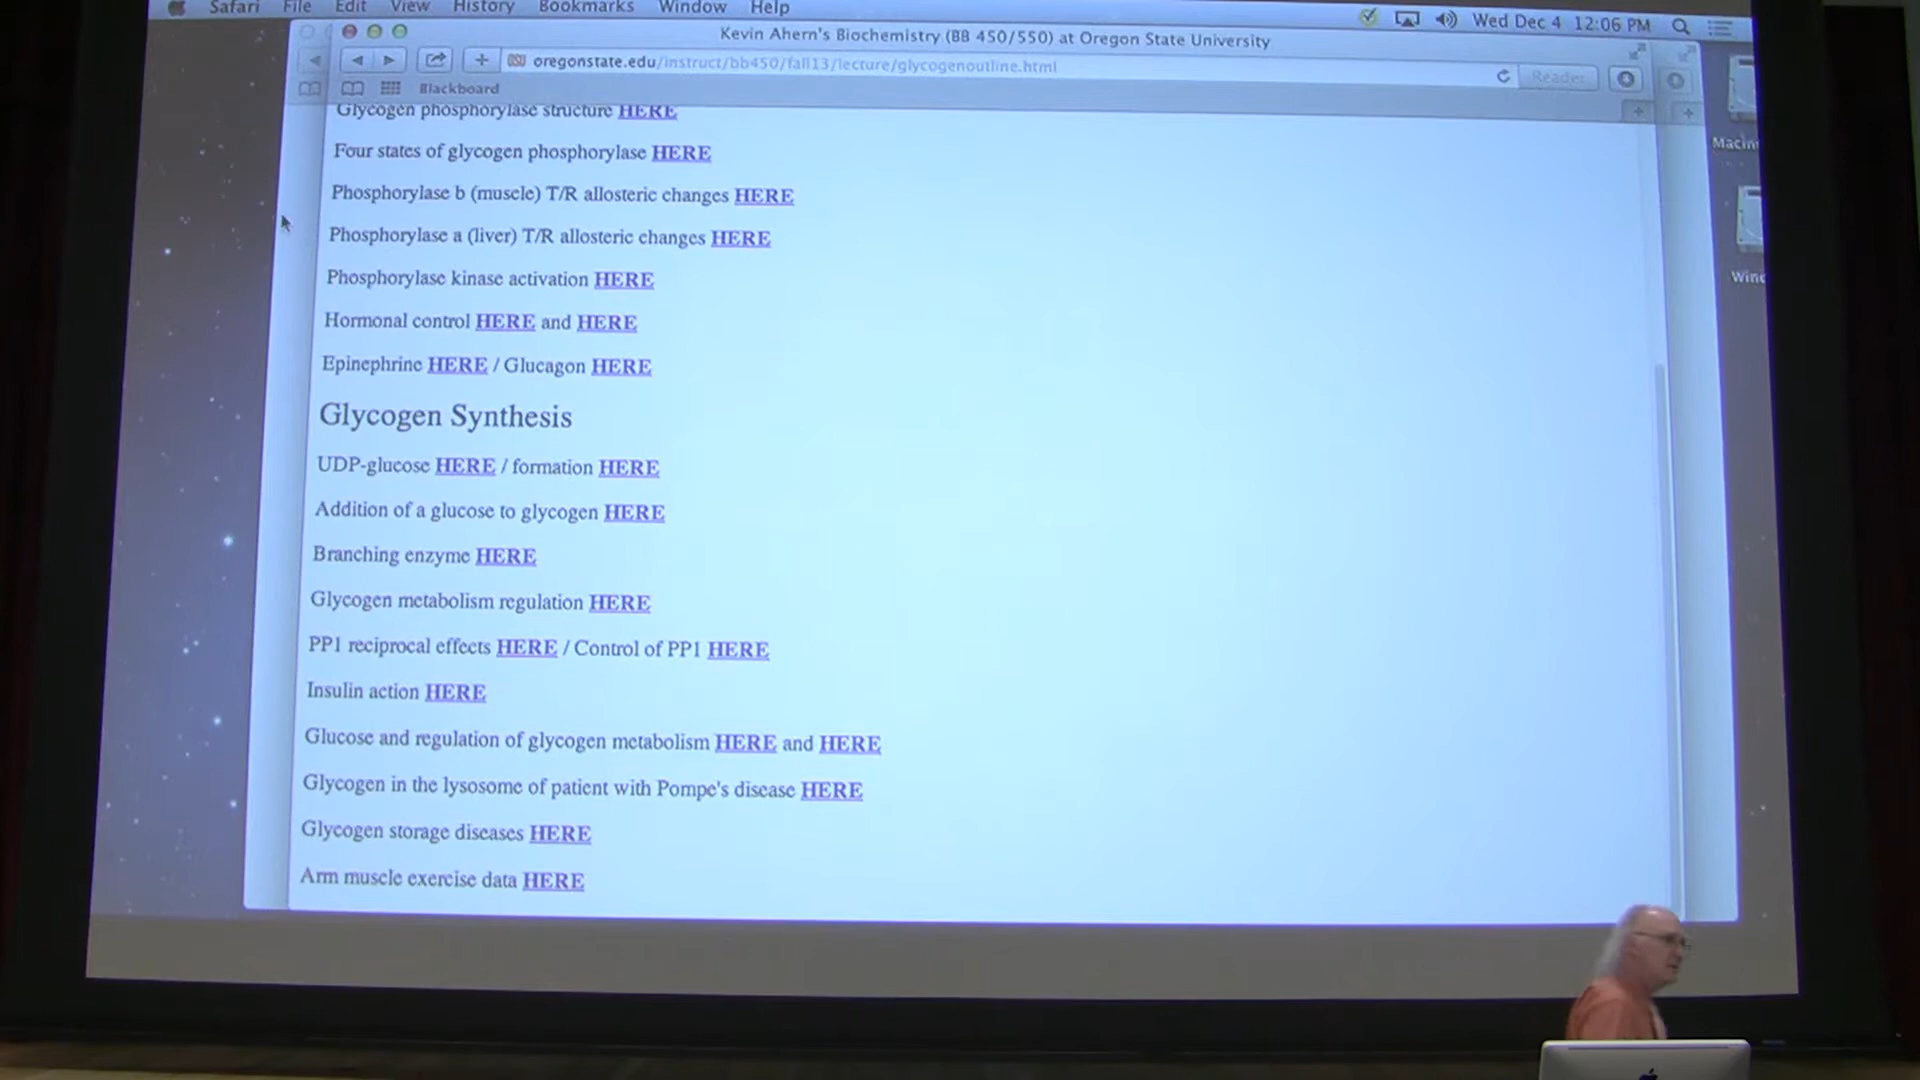 Safari File Edit View History Bookmarks Window Help Wed Dec 4 12:06 PM
Kevin Ahern's Biochemistry (BB 450/550) at Oregon State University
oregonstate.edu/instruct/bb450/fall13/lecture/glycogenoutline.html Reader
Blackboard
Glycogen phosphorylase structure HERE
Four states of glycogen phosphorylase HERE
Phosphorylase b (muscle) T/R allosteric changes HERE
Phosphorylase a (liver) T/R allosteric changes HERE
Phosphorylase kinase activation HERE
Hormonal control HERE and HERE
Epinephrine HERE / Glucagon HERE
Glycogen Synthesis
UDP-glucose HERE / formation HERE
Addition of a glucose to glycogen HERE
Branching enzyme HERE
Glycogen metabolism regulation HERE
PP1 reciprocal effects HERE / Control of PP1 HERE
Insulin action HERE
Glucose and regulation of glycogen metabolism HERE and HERE
Glycogen in the lysosome of patient with Pompe's disease HERE
Glycogen storage diseases HERE
Arm muscle exercise data HERE